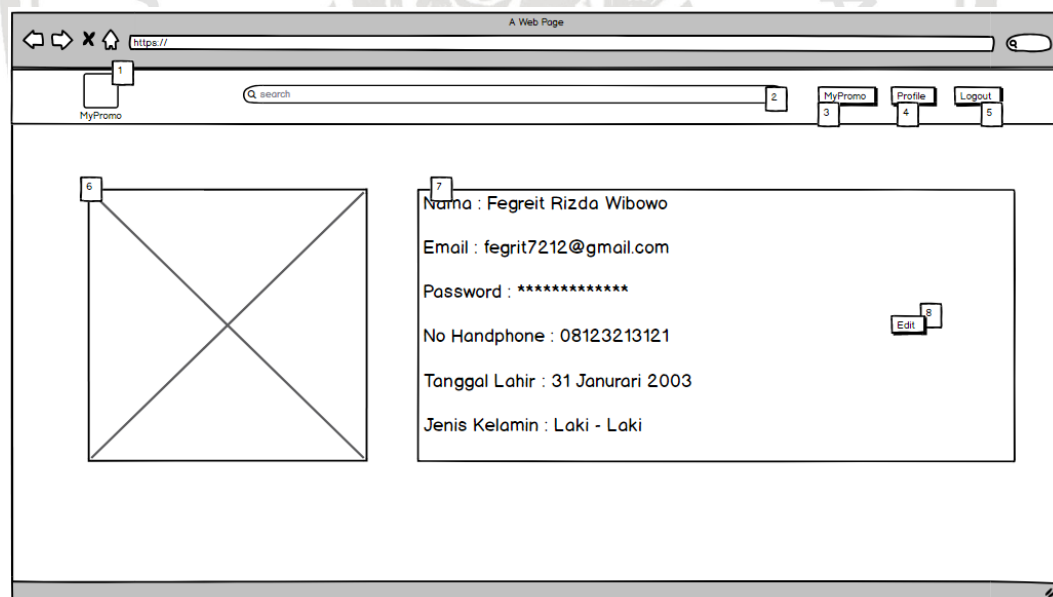 A Web Page
https://
1
search
2
MyPromo
Profile
Logout
MyPromo
3
4
5
6
7
Nama : Fegreit Rizda Wibowo
Email : fegrit7212@gmail.com
Password : *************
8
Edit
No Handphone : 08123213121
Tanggal Lahir : 31 Janurari 2003
Jenis Kelamin : Laki - Laki